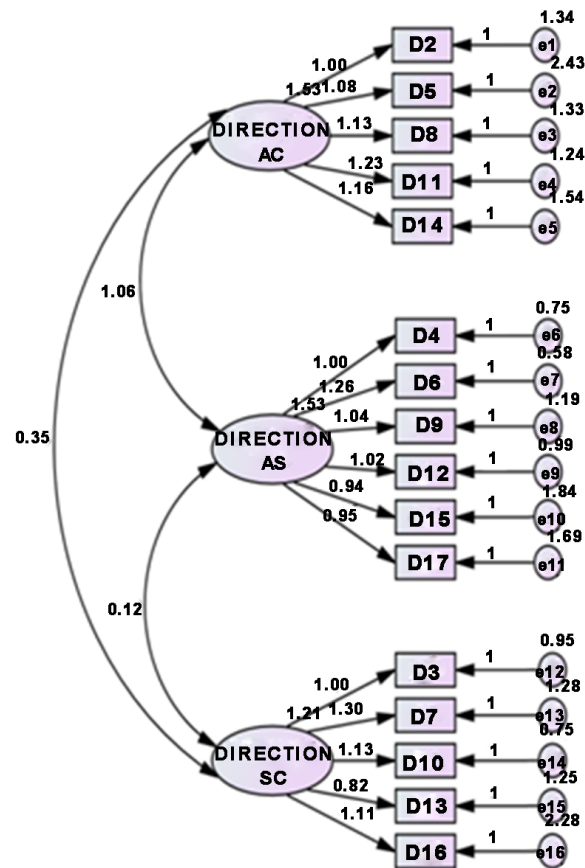 1.34
1.00 D2 1 e1
2.43
1.53 1.08 D5 1 e2
1.33
DIRECTION 1.13 D8 1 e3
AC
1.24
1.23 D11 1 e4
1.54
1.16 D14 1 e5
1.06
0.75
1.00 D4 1 e6
0.58
1.26 D6 1 e7
1.53
1.19
DIRECTION 1.04 D9 1 e8
AS
0.99
1.02 D12 1 e9
1.84
0.94 D15 1 e10
1.69
0.95 D17 1 e11
0.35
0.12
0.95
1.00 D3 1 e12
1.28
1.21 1.30 D7 1 e13
0.75
DIRECTION 1.13 D10 1 e14
SC
1.25
0.82 D13 1 e15
2.28
1.11 D16 1 e16